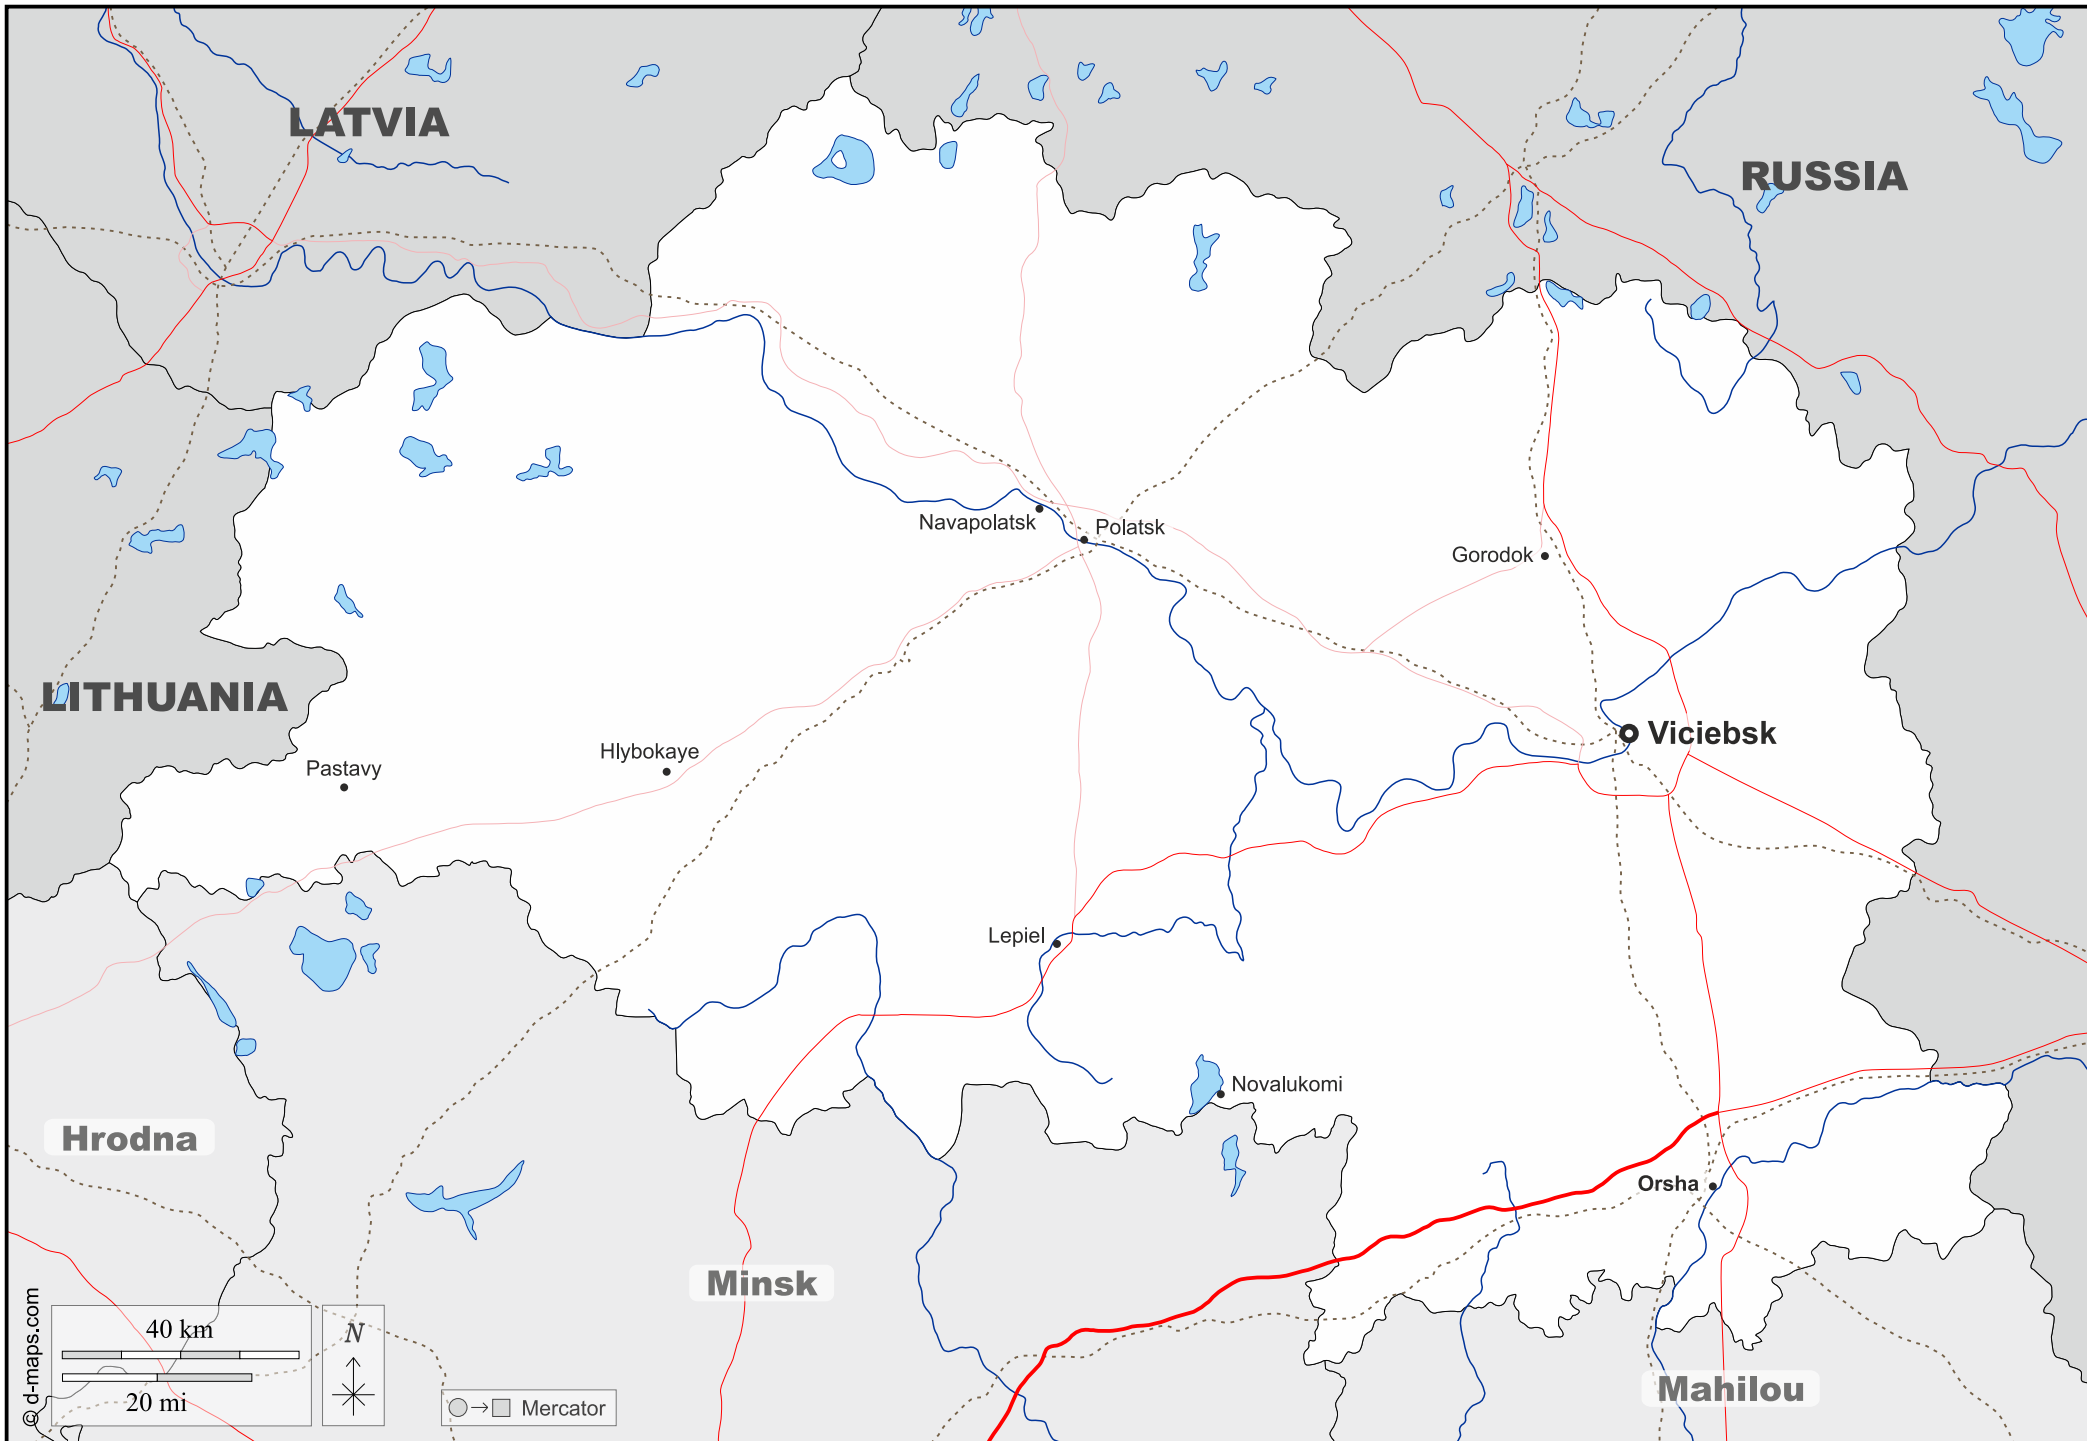 LATVIA
RUSSIA
Navapolatsk
Polatsk
Gorodok
LITHUANIA
Viciebsk
Hlybokaye
Pastavy
Lepiel
Novalukomi
Hrodna
Orsha
Minsk
40 km
20 mi
N
Mercator
Mahilou
© d-maps.com